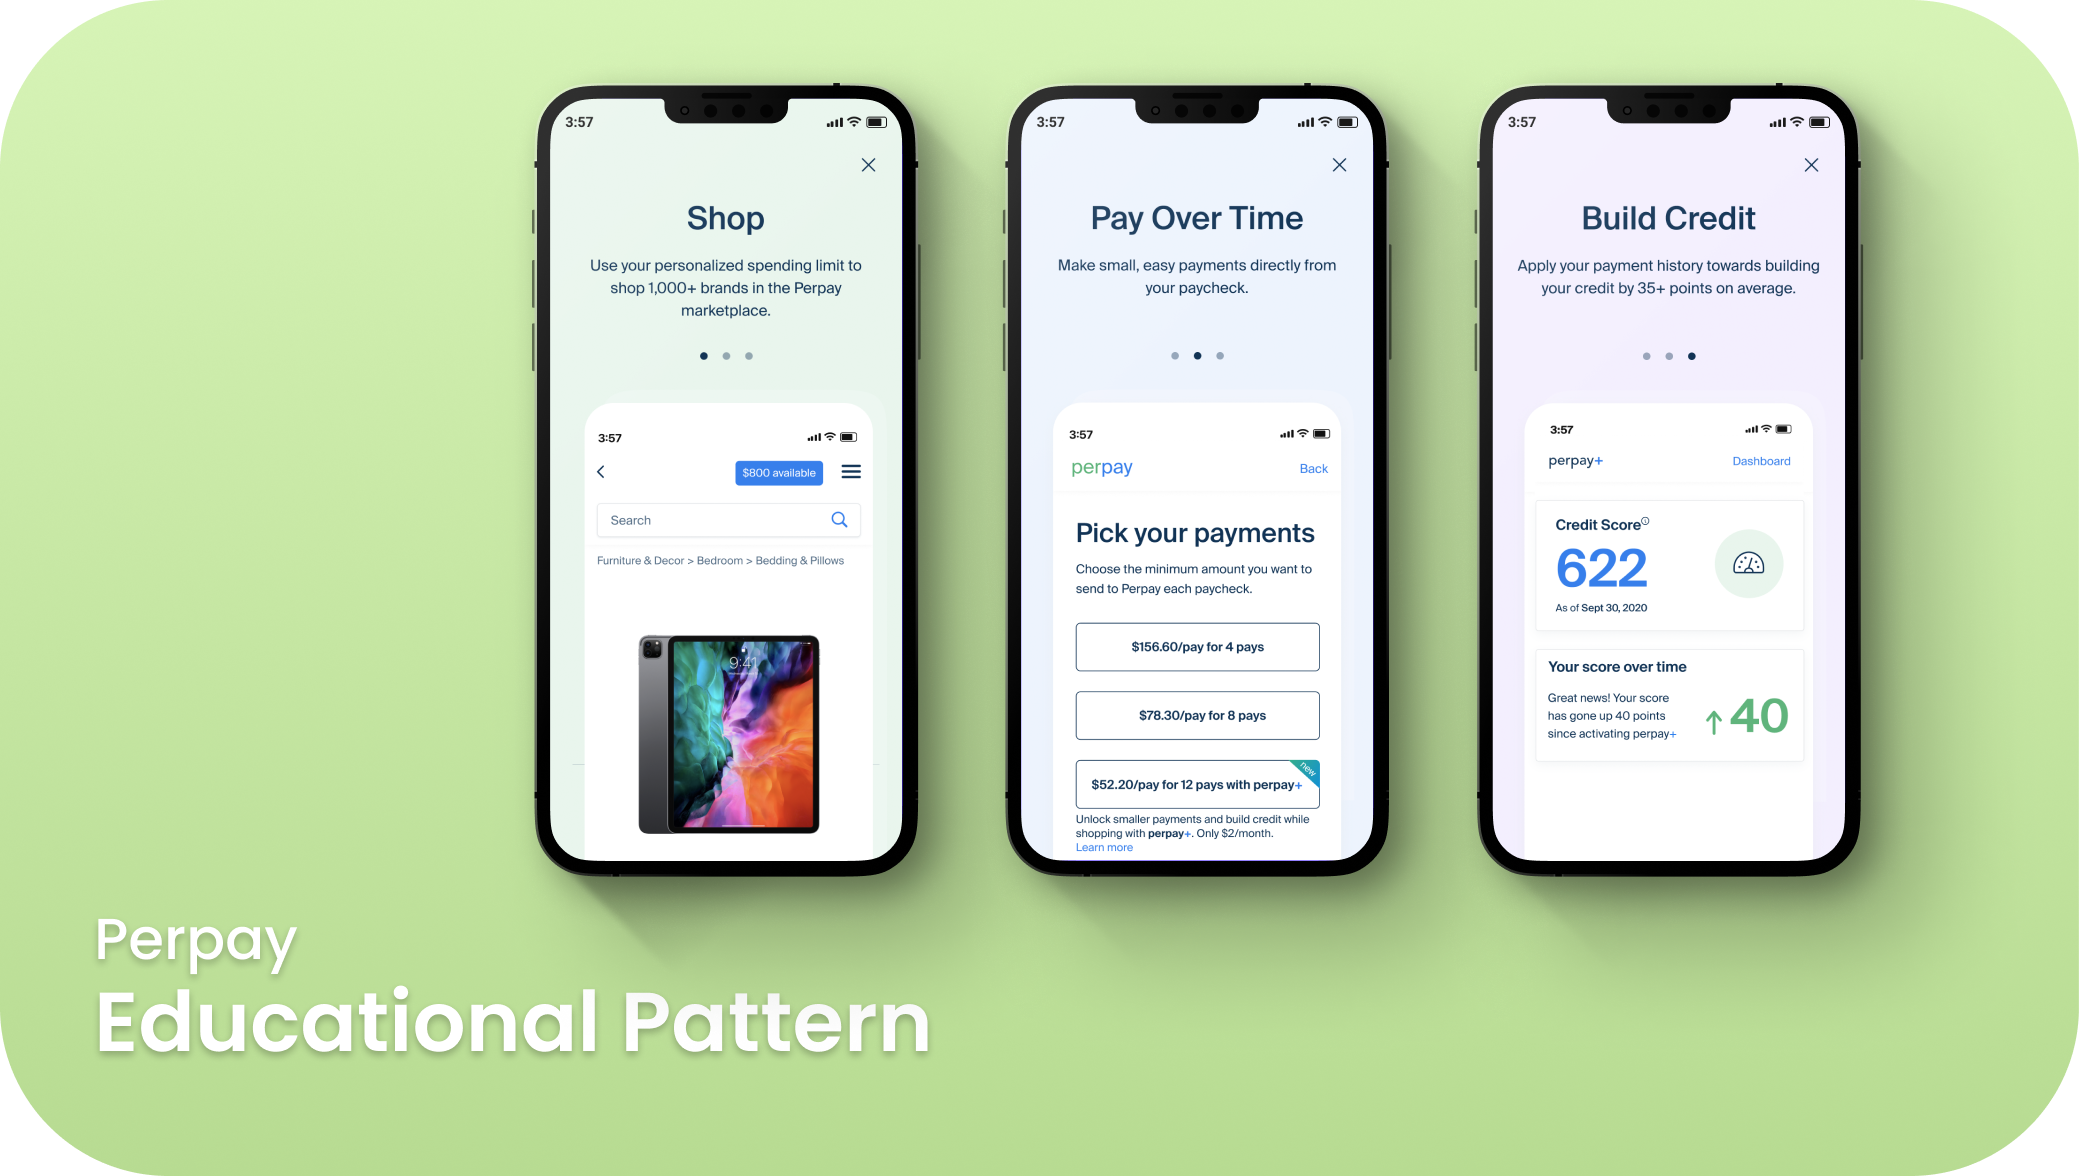 3:57
Shop
Use your personalized spending limit to
shop 1,000+ brands in the Perpay
marketplace.
3:57
$800 available
Search
Furniture & Decor > Bedroom > Bedding & Pillows
9:41
3:57
Pay Over Time
Make small, easy payments directly from
your paycheck.
3:57
perpay
Back
Pick your payments
Choose the minimum amount you want to
send to Perpay each paycheck.
$156.60/pay for 4 pays
$78.30/pay for 8 pays
new
$52.20/pay for 12 pays with perpay+
Unlock smaller payments and build credit while
shopping with perpay+. Only $2/month.
Learn more
3:57
Build Credit
Apply your payment history towards building
your credit by 35+ points on average.
3:57
perpay+
Dashboard
Credit Score
622
As of Sept 30, 2020
Your score over time
Great news! Your score
has gone up 40 points
since activating perpay+
↑40
Perpay
Educational Pattern